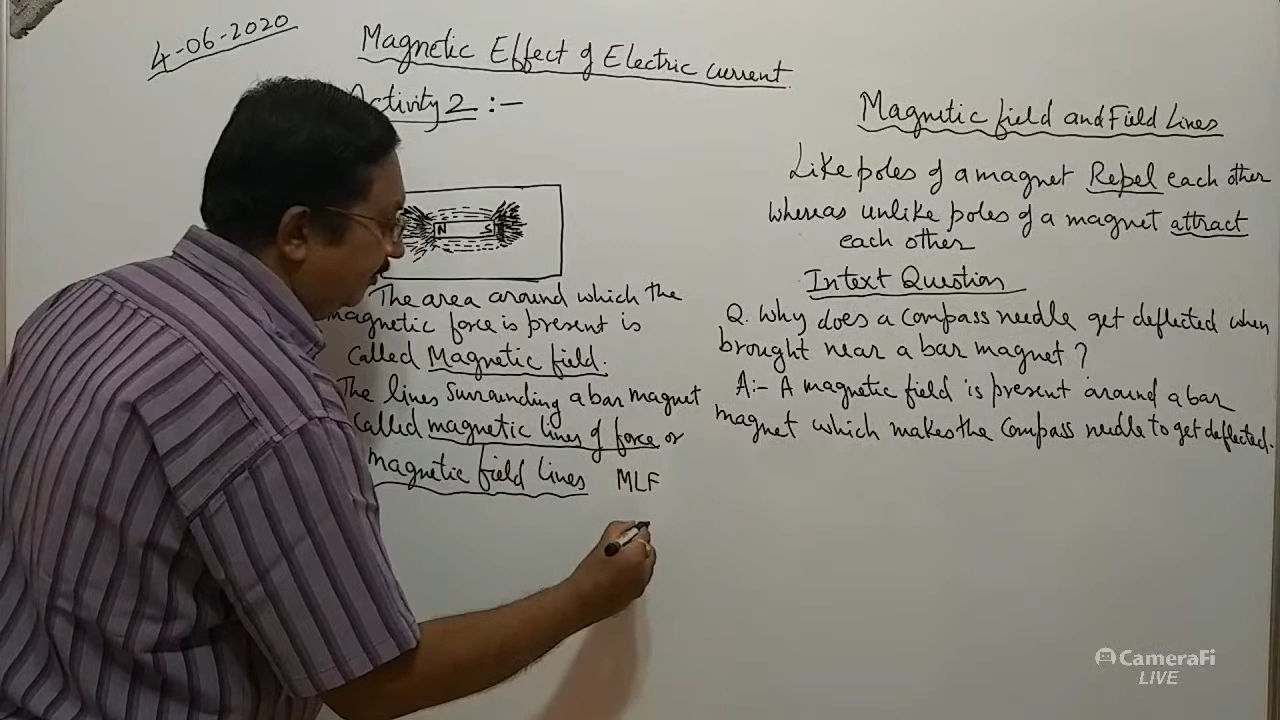 4-06-2020
Magnetic Effect of Electric current
Activity 2 :-
N S
The area around which the
magnetic force is present is
called Magnetic field.
The lines surrounding a bar magnet
called magnetic lines of force or
magnetic field lines MLF
Magnetic field and Field Lines
Like poles of a magnet Repel each other
whereas unlike poles of a magnet attract
each other
Intext Question
Q. Why does a compass needle get deflected when
brought near a bar magnet?
A:- A magnetic field is present around a bar
magnet which makes the compass needle to get deflected.
CameraFi
LIVE